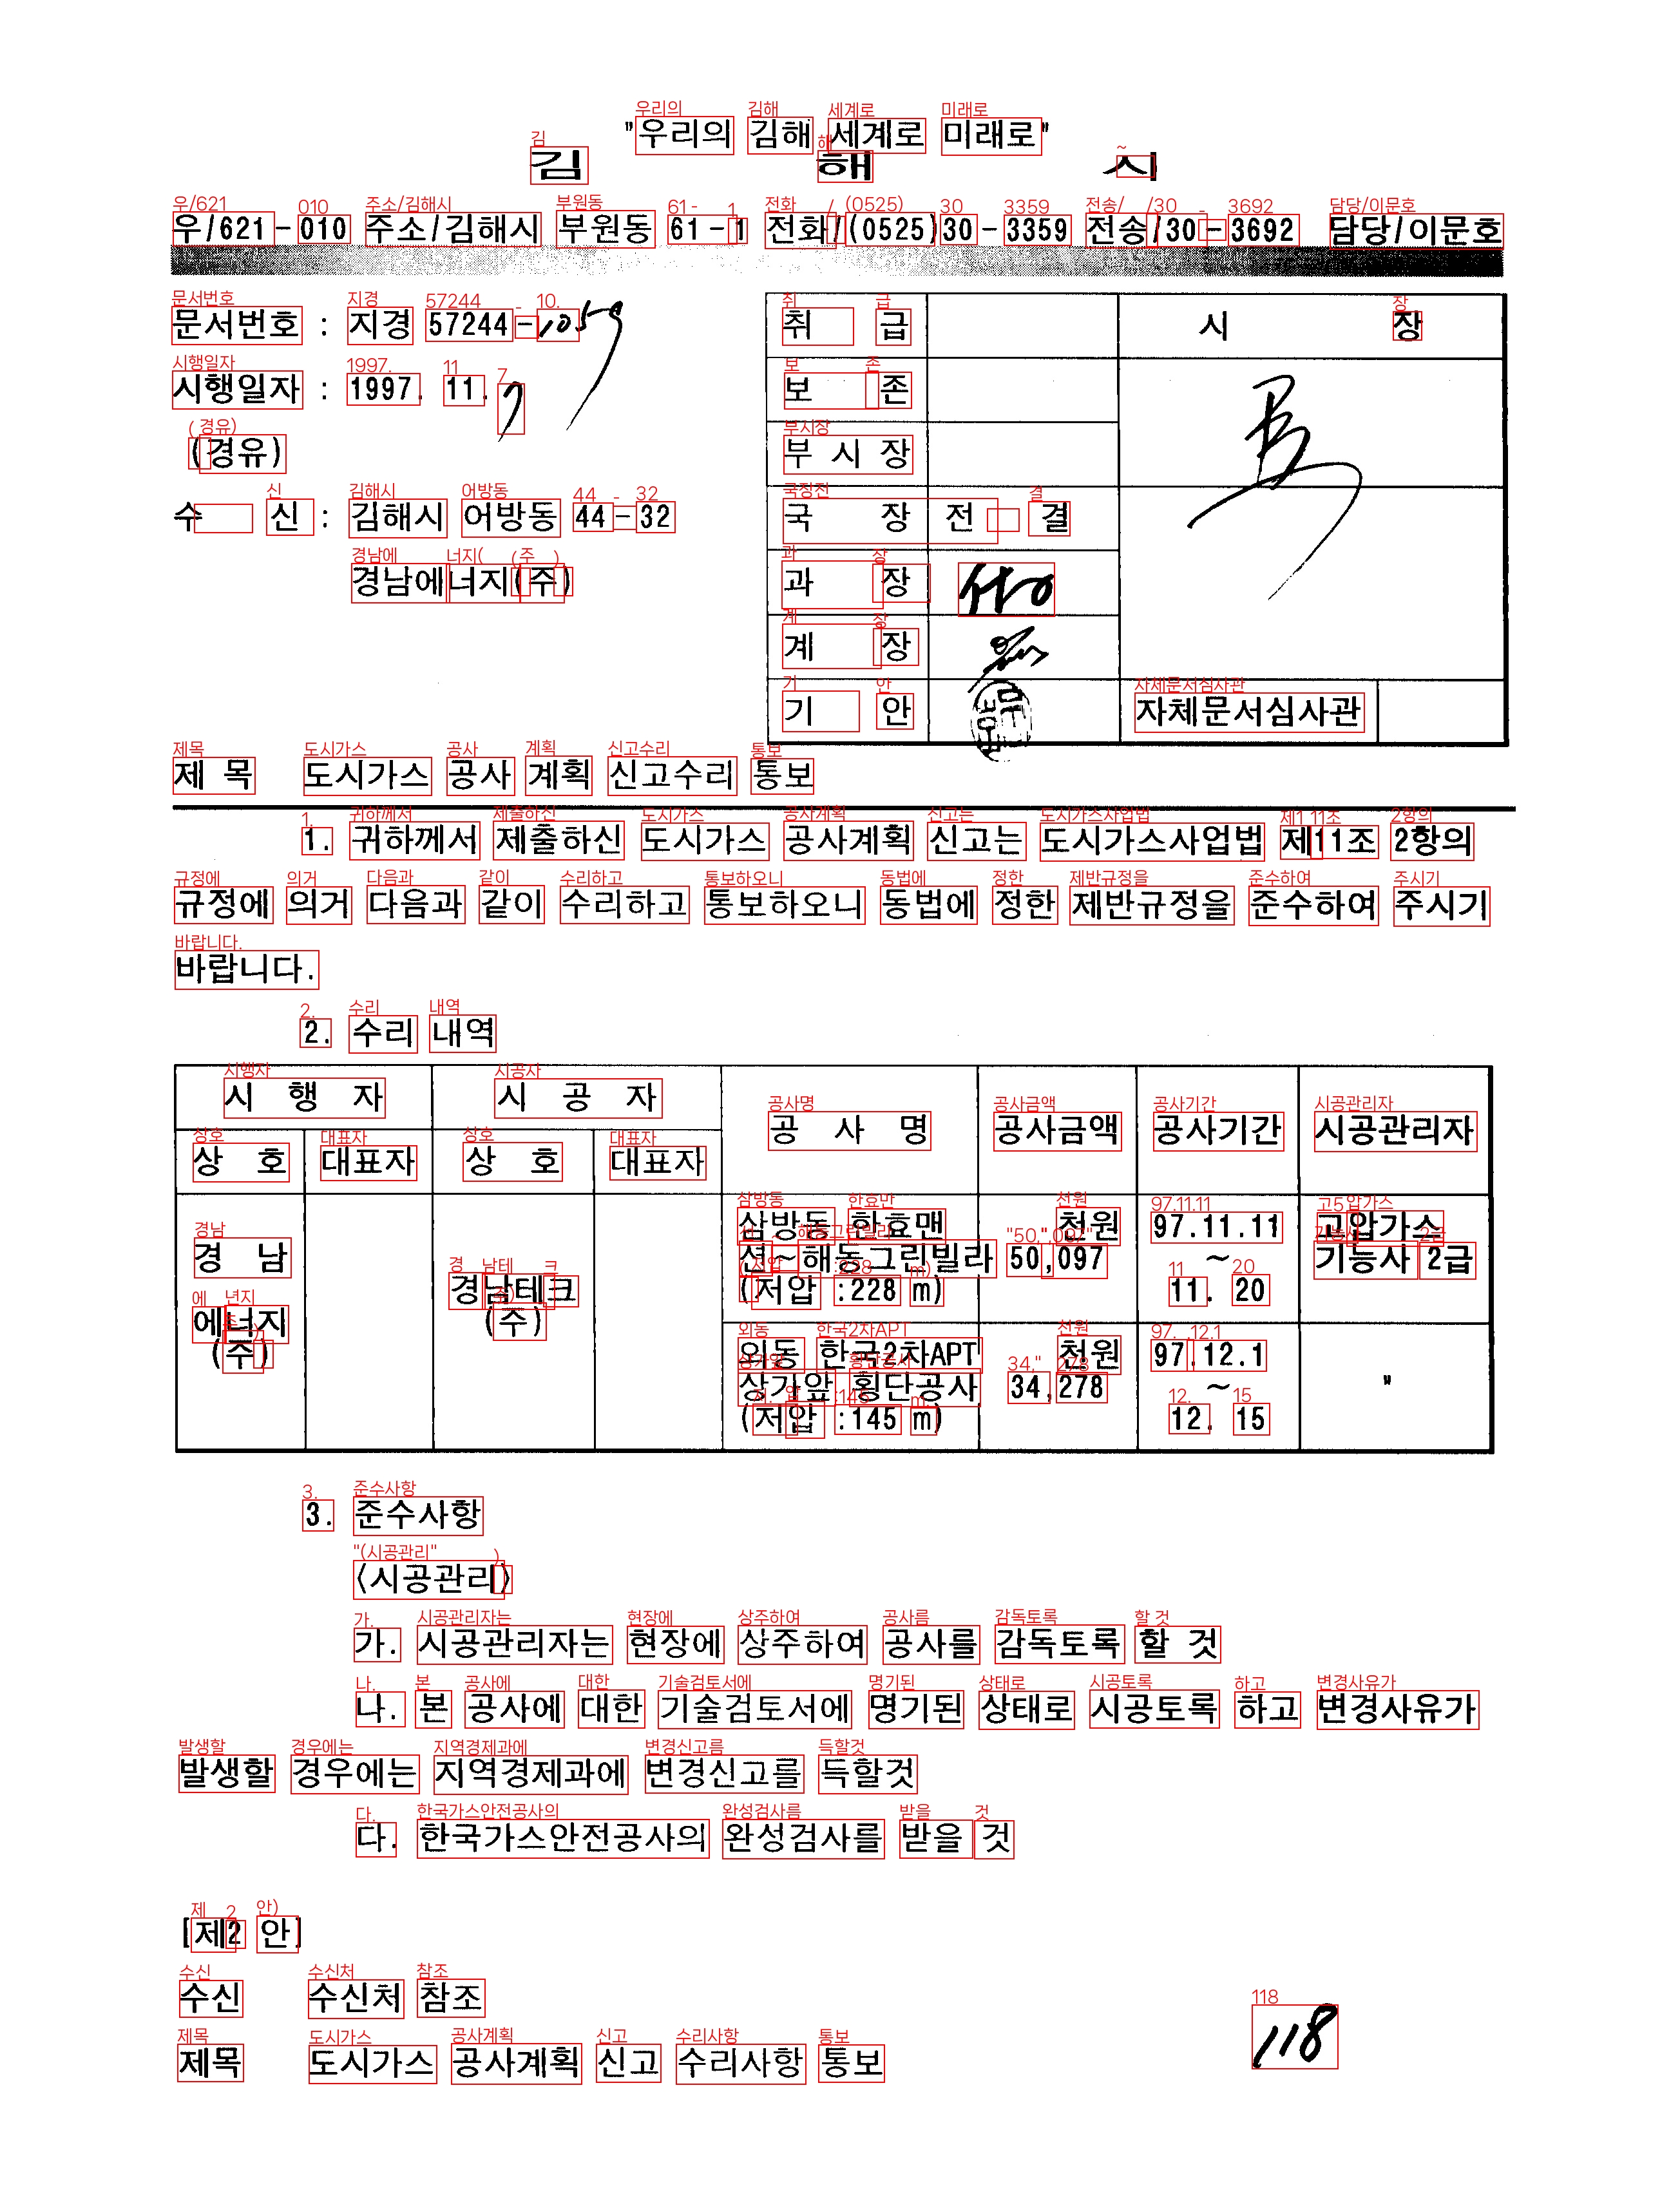 "우리의 김해 세계로 미래로"
김 해 시
우/621-010 주소/김해시 부원동 61-1 전화/(0525)30-3359 전송/30-3692 담당/이문호
문서번호 : 지경 57244-1059
시행일자 : 1997. 11. 7
(경유)
수 신 : 김해시 어방동 44-32
경남에너지(주)
취 급
시 장
보 존
부 시 장
국 장 전 결
과 장
계 장
기 안
자체문서심사관
제 목 도시가스 공사 계획 신고수리 통보
1. 귀하께서 제출하신 도시가스 공사계획 신고는 도시가스사업법 제11조 2항의
규정에 의거 다음과 같이 수리하고 통보하오니 동법에 정한 제반규정을 준수하여 주시기
바랍니다.
2. 수리 내역
시 행 자 시 공 자 공 사 명 공사금액 공사기간 시공관리자
상 호 대표자 상 호 대표자
경 남
에너지
(주)
경남테크
(주)
삼방동 한효맨
션~해동그린빌라
(저압 :228 m)
천원
50,097
97.11.11
~
11. 20
고압가스
기능사 2급
외동 한국2차APT
상가앞 횡단공사
(저압 :145 m)
천원
34,278
97.12.1
~
12. 15
"
3. 준수사항
〈시공관리〉
가. 시공관리자는 현장에 상주하여 공사를 감독토록 할 것
나. 본 공사에 대한 기술검토서에 명기된 상태로 시공토록 하고 변경사유가
발생할 경우에는 지역경제과에 변경신고를 득할것
다. 한국가스안전공사의 완성검사를 받을 것
[제2 안]
수신 수신처 참조
제목 도시가스 공사계획 신고 수리사항 통보
118